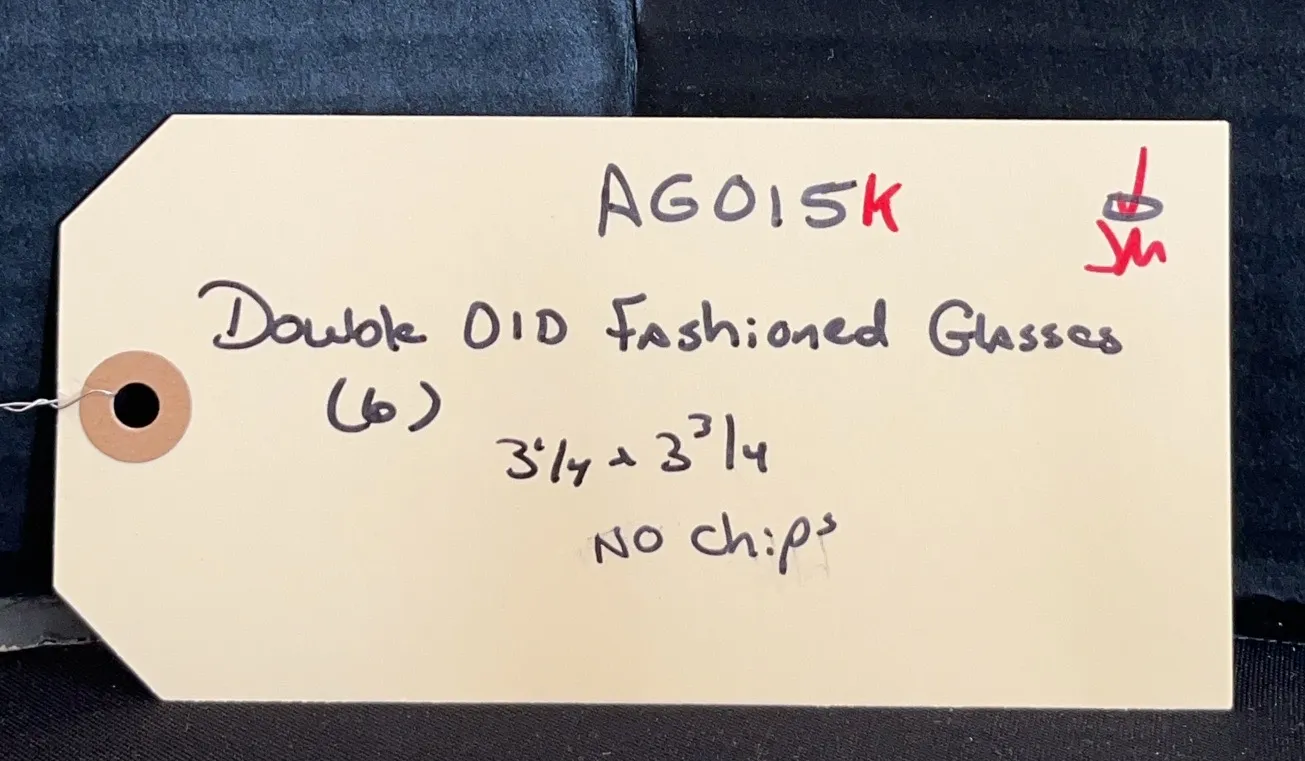 AG015K
Double Old Fashioned Glasses
(6)
3 1/4 x 3 3/4
No chips